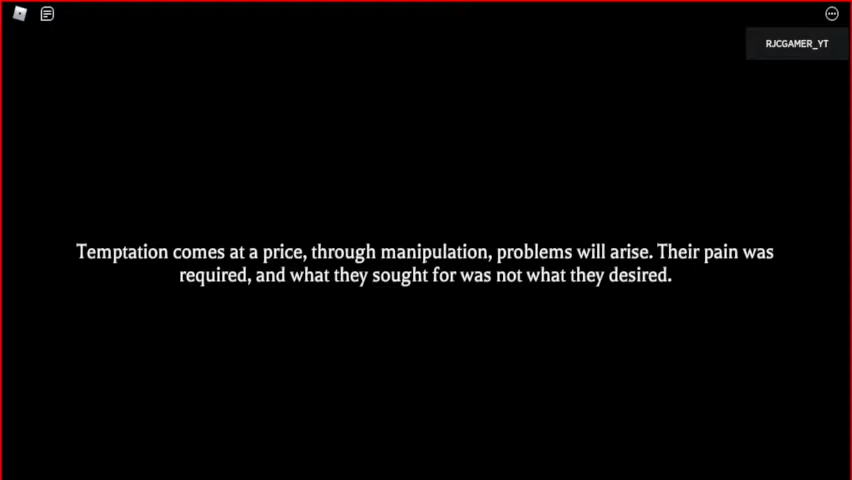 RJCGAMER_YT
Temptation comes at a price, through manipulation, problems will arise. Their pain was
required, and what they sought for was not what they desired.